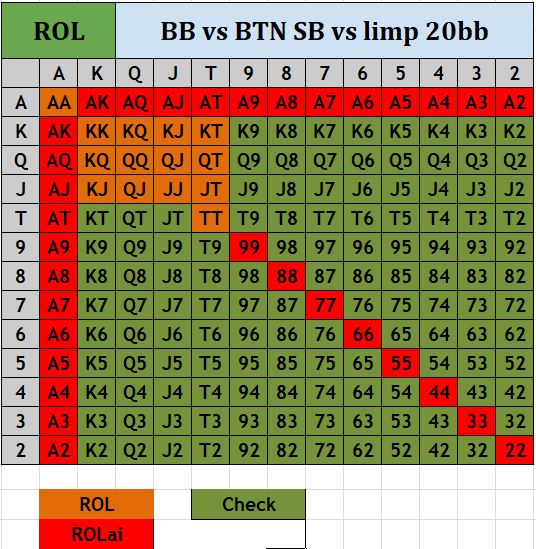 ROL BB vs BTN SB vs limp 20bb
A K Q J T 9 8 7 6 5 4 3 2
A AA AK AQ AJ AT A9 A8 A7 A6 A5 A4 A3 A2
K AK KK KQ KJ KT K9 K8 K7 K6 K5 K4 K3 K2
Q AQ KQ QQ QJ QT Q9 Q8 Q7 Q6 Q5 Q4 Q3 Q2
J AJ KJ QJ JJ JT J9 J8 J7 J6 J5 J4 J3 J2
T AT KT QT JT TT T9 T8 T7 T6 T5 T4 T3 T2
9 A9 K9 Q9 J9 T9 99 98 97 96 95 94 93 92
8 A8 K8 Q8 J8 T8 98 88 87 86 85 84 83 82
7 A7 K7 Q7 J7 T7 97 87 77 76 75 74 73 72
6 A6 K6 Q6 J6 T6 96 86 76 66 65 64 63 62
5 A5 K5 Q5 J5 T5 95 85 75 65 55 54 53 52
4 A4 K4 Q4 J4 T4 94 84 74 64 54 44 43 42
3 A3 K3 Q3 J3 T3 93 83 73 63 53 43 33 32
2 A2 K2 Q2 J2 T2 92 82 72 62 52 42 32 22
ROL Check
ROLai